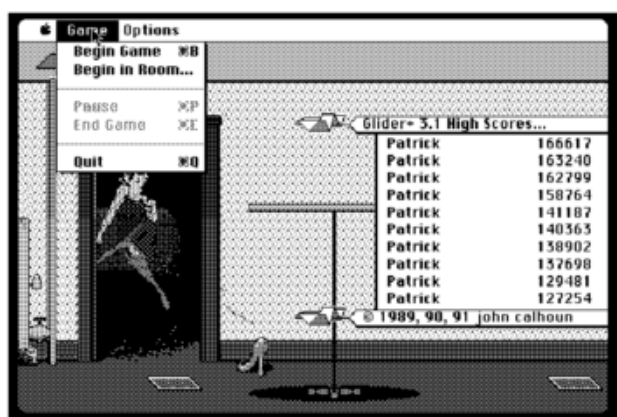 Game Options
Begin Game ⌘B
Begin in Room...
Pause ⌘P
End Game ⌘E
Quit ⌘Q
Glider+ 3.1 High Scores...
Patrick 166617
Patrick 163240
Patrick 162799
Patrick 158764
Patrick 141187
Patrick 140363
Patrick 138902
Patrick 137698
Patrick 129481
Patrick 127254
© 1989, 90, 91 john calhoun